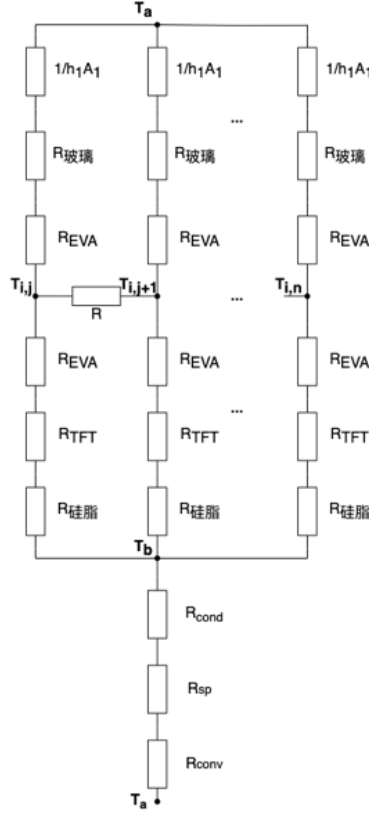 Ta
1/h1A1 1/h1A1 1/h1A1
...
R玻璃 R玻璃 R玻璃
REVA REVA REVA
Ti,j Ti,j+1 ... Ti,n
R
REVA REVA REVA
...
RTFT RTFT RTFT
R硅脂 R硅脂 R硅脂
Tb
Rcond
Rsp
Rconv
Ta